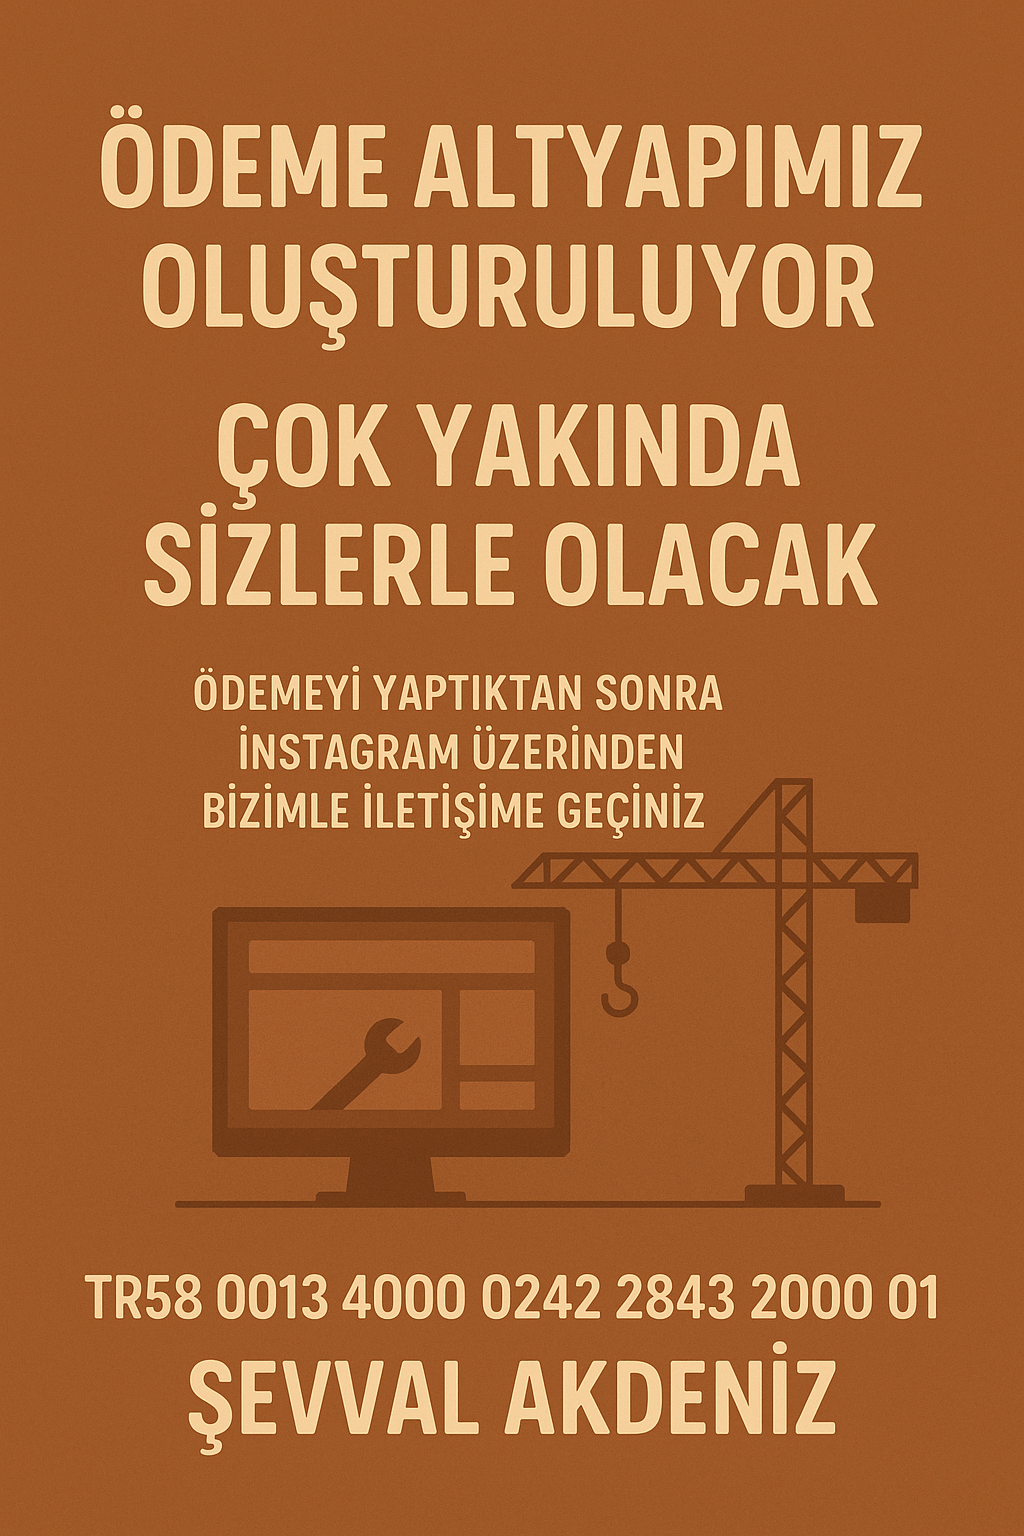 ÖDEME ALTYAPIMIZ
OLUŞTURULUYOR
ÇOK YAKINDA
SİZLERLE OLACAK
ÖDEMEYİ YAPTIKTAN SONRA
İNSTAGRAM ÜZERİNDEN
BİZİMLE İLETİŞİME GEÇİNİZ
TR58 0013 4000 0242 2843 2000 01
ŞEVVAL AKDENİZ